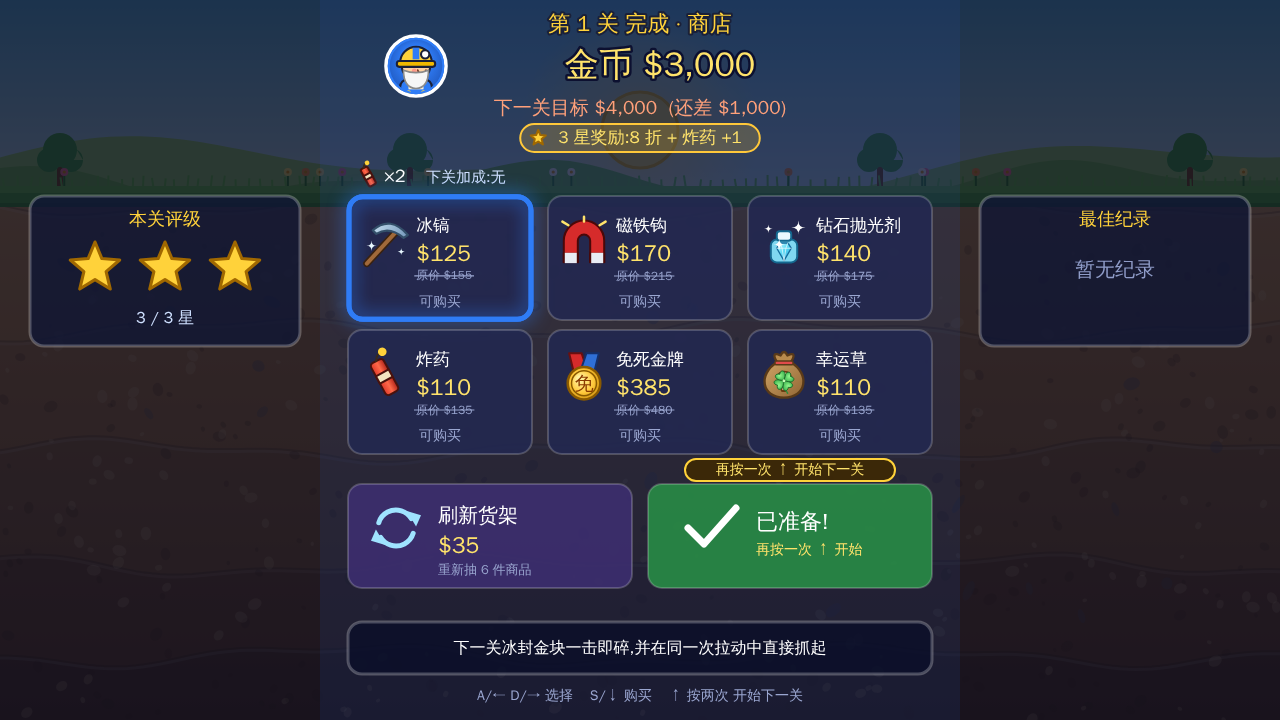 第 1 关 完成 · 商店
金币 $3,000
下一关目标 $4,000 (还差 $1,000)
3 星奖励:8 折 + 炸药 +1
×2 下关加成:无
本关评级
3 / 3 星
冰镐
$125
原价 $155
可购买
磁铁钩
$170
原价 $215
可购买
钻石抛光剂
$140
原价 $175
可购买
最佳纪录
暂无纪录
炸药
$110
原价 $135
可购买
免
免死金牌
$385
原价 $480
可购买
幸运草
$110
原价 $135
可购买
再按一次 ↑ 开始下一关
刷新货架
$35
重新抽 6 件商品
已准备!
再按一次 ↑ 开始
下一关冰封金块一击即碎,并在同一次拉动中直接抓起
A/← D/→ 选择 S/↓ 购买 ↑ 按两次 开始下一关